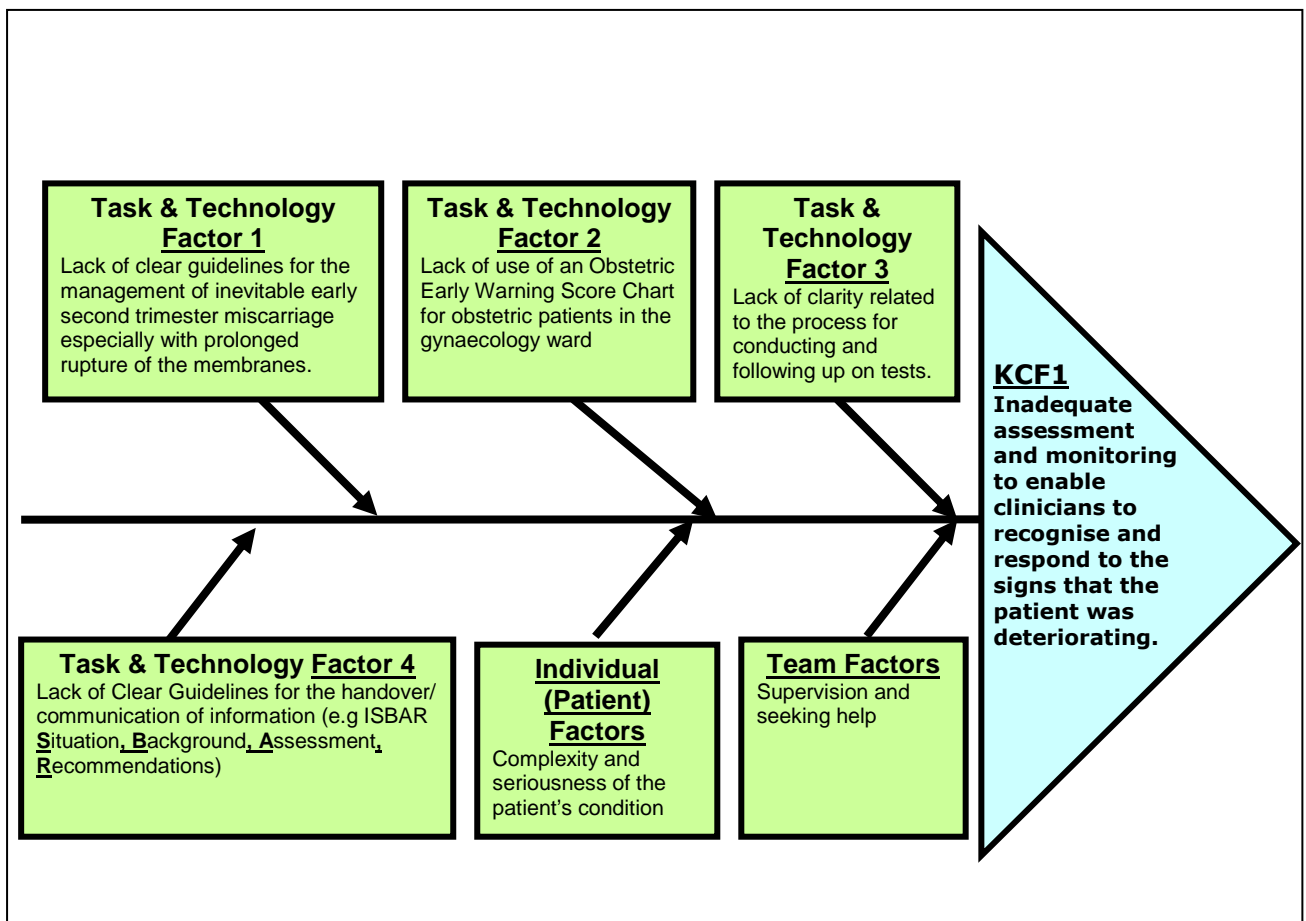 Task & Technology
Factor 1
Lack of clear guidelines for the
management of inevitable early
second trimester miscarriage
especially with prolonged
rupture of the membranes.
Task & Technology
Factor 2
Lack of use of an Obstetric
Early Warning Score Chart
for obstetric patients in the
gynaecology ward
Task &
Technology
Factor 3
Lack of clarity related
to the process for
conducting and
following up on tests.
KCF1
Inadequate
assessment
and monitoring
to enable
clinicians to
recognise and
respond to the
signs that the
patient was
deteriorating.
Task & Technology Factor 4
Lack of Clear Guidelines for the handover/
communication of information (e.g ISBAR
Situation, Background, Assessment,
Recommendations)
Individual
(Patient)
Factors
Complexity and
seriousness of the
patient’s condition
Team Factors
Supervision and
seeking help